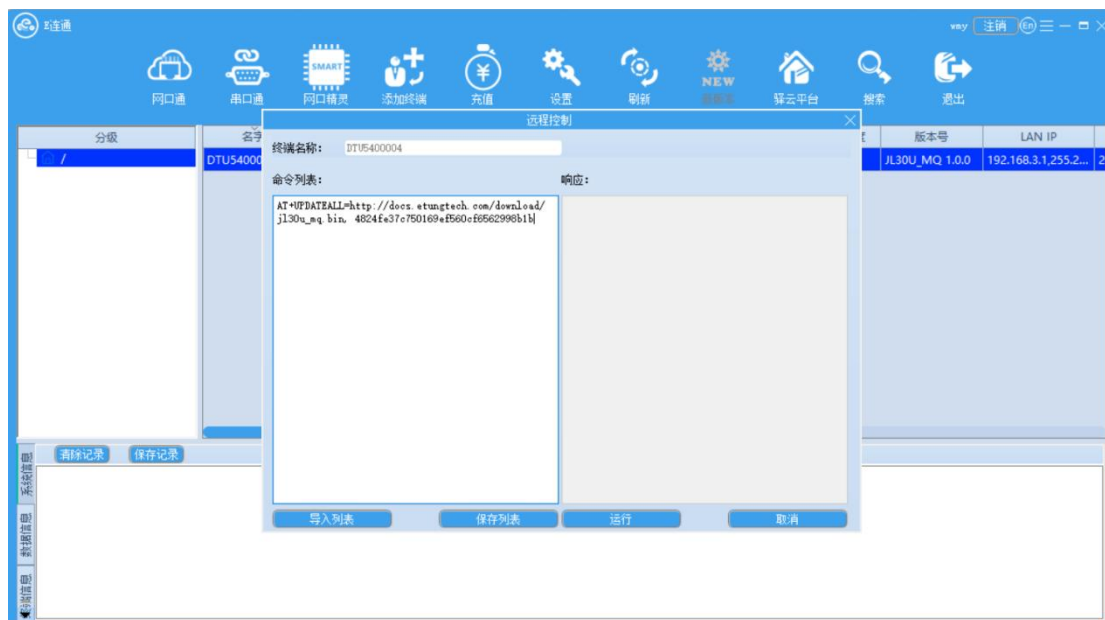 E连通
vmy 注销 En
网口通 串口通 网口精灵 添加终端 充值 设置 刷新 驿云平台 搜索 退出
SMART
NEW
远程控制
分级 名字 版本号 LAN IP
/ DTU54000 JL30U_MQ 1.0.0 192.168.3.1,255.2... 2
终端名称: DTU5400004
命令列表: 响应:
AT+UPDATEALL=http://docs.etungtech.com/download/
jl30u_mq.bin, 4824fe37c750169ef560cf6562998b1b
导入列表 保存列表 运行 取消
清除记录 保存记录
系统信息
数据信息